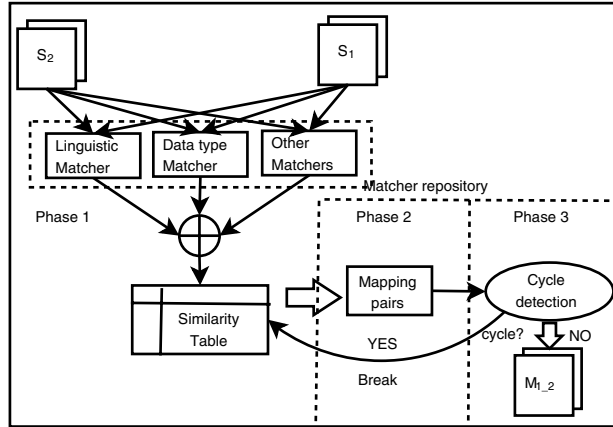 S2
S1
Linguistic
Matcher
Data type
Matcher
Other
Matchers
Matcher repository
Phase 1
Phase 2
Phase 3
Mapping
pairs
Cycle
detection
Similarity
Table
YES
Break
cycle?
NO
M1_2